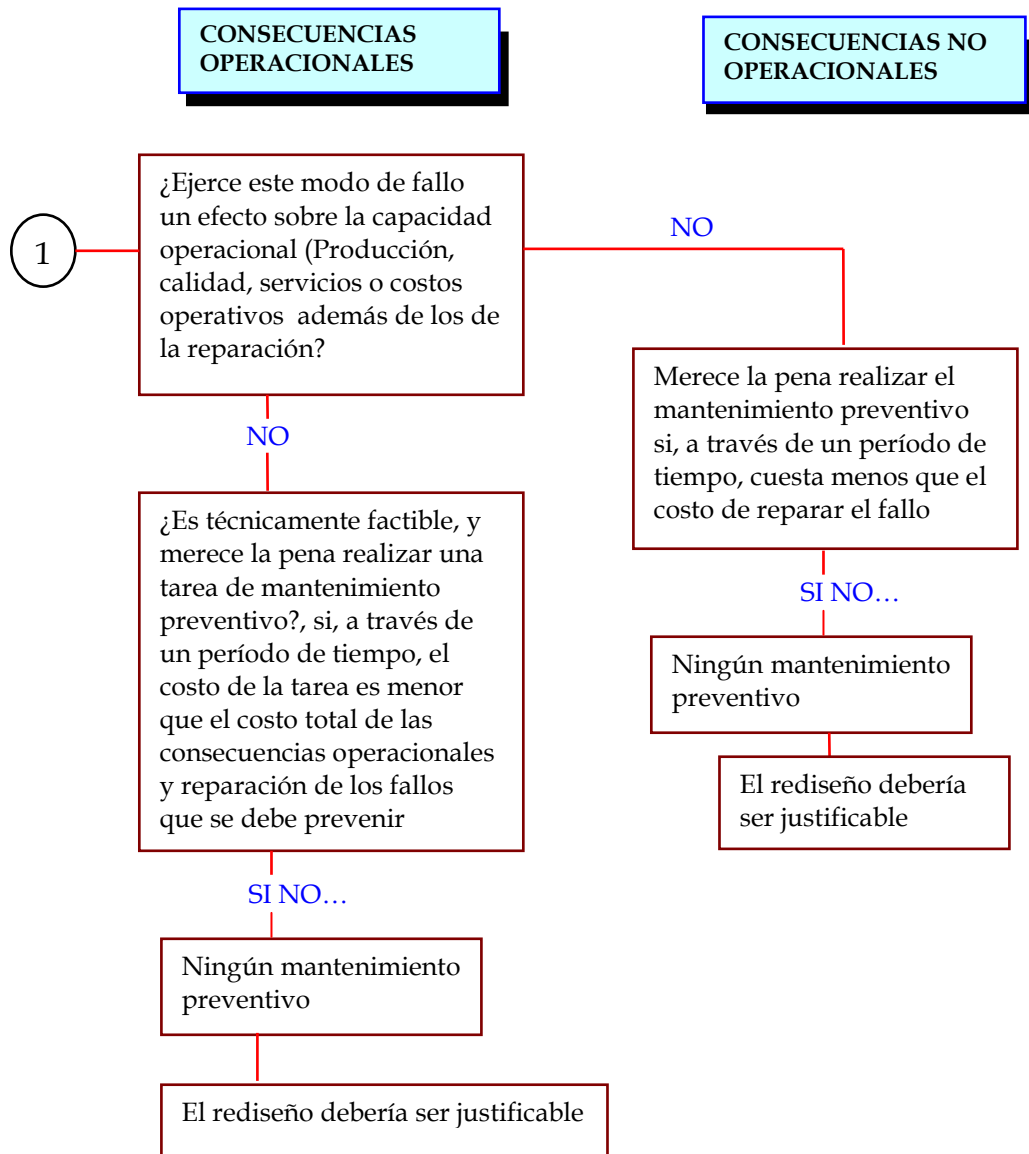 CONSECUENCIAS
OPERACIONALES
CONSECUENCIAS NO
OPERACIONALES
1
¿Ejerce este modo de fallo
un efecto sobre la capacidad
operacional (Producción,
calidad, servicios o costos
operativos  además de los de
la reparación?
NO
NO
Merece la pena realizar el
mantenimiento preventivo
si, a través de un período de
tiempo, cuesta menos que el
costo de reparar el fallo
¿Es técnicamente factible, y
merece la pena realizar una
tarea de mantenimiento
preventivo?, si, a través de
un período de tiempo, el
costo de la tarea es menor
que el costo total de las
consecuencias operacionales
y reparación de los fallos
que se debe prevenir
SI NO…
Ningún mantenimiento
preventivo
El rediseño debería
ser justificable
SI NO…
Ningún mantenimiento
preventivo
El rediseño debería ser justificable